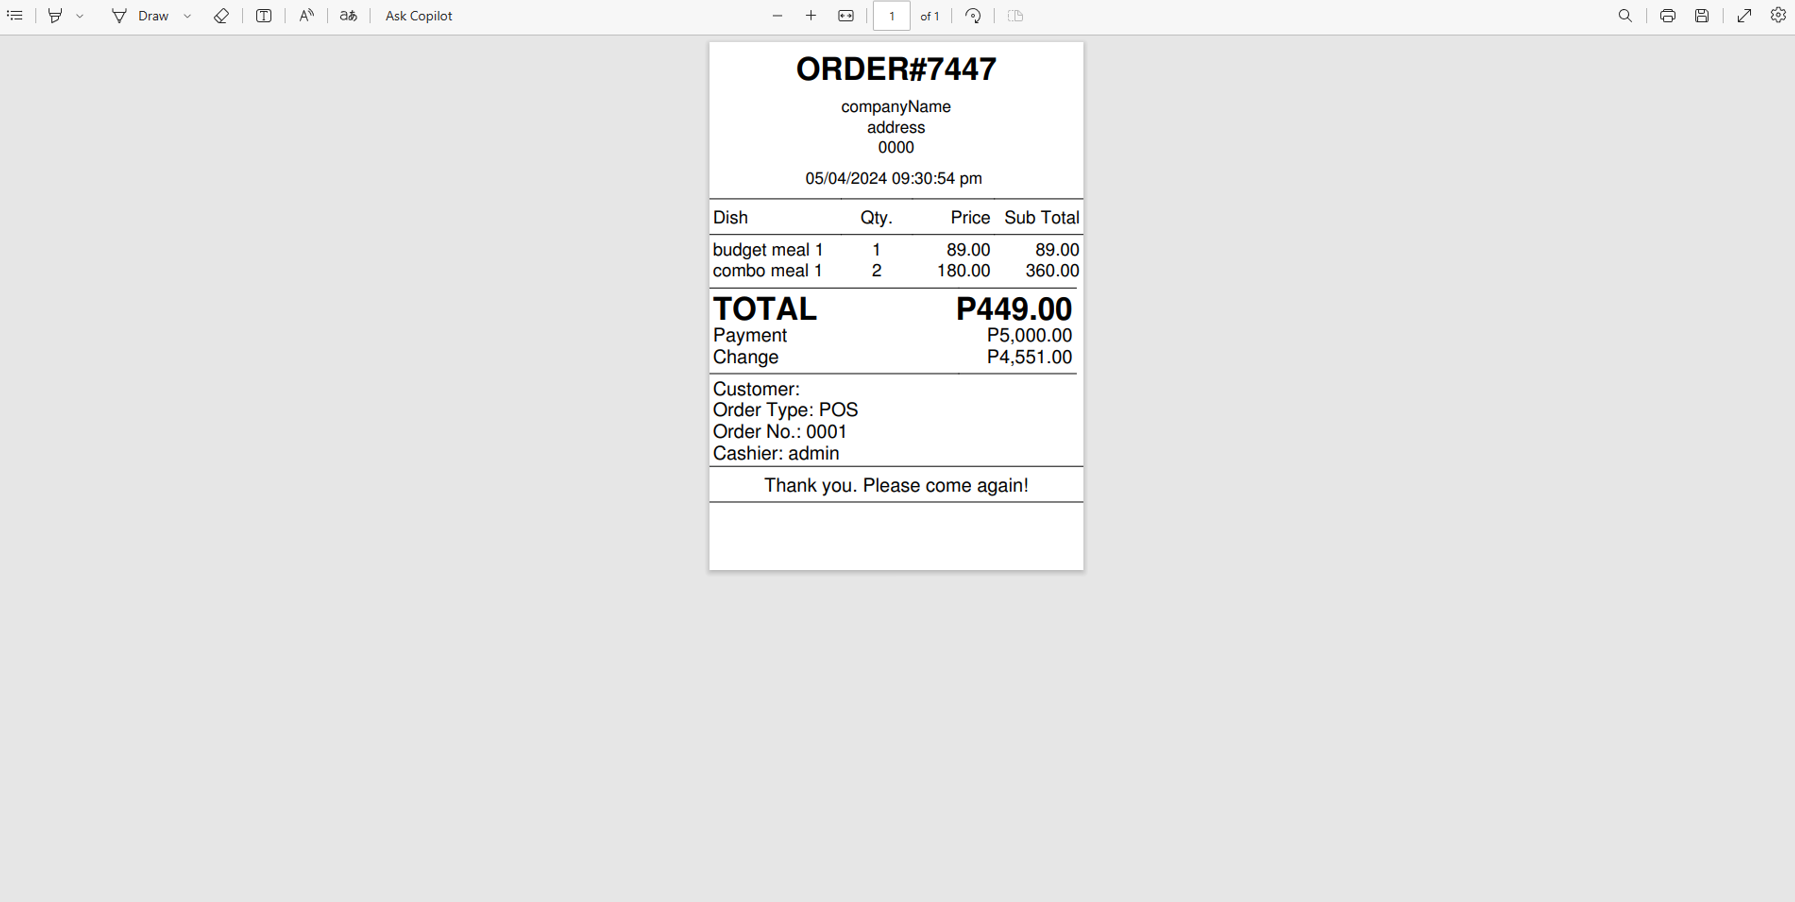 Draw
Ask Copilot
1 of 1
ORDER#7447
companyName
address
0000
05/04/2024 09:30:54 pm
Dish Qty. Price Sub Total
budget meal 1 1 89.00 89.00
combo meal 1 2 180.00 360.00
TOTAL P449.00
Payment P5,000.00
Change P4,551.00
Customer:
Order Type: POS
Order No.: 0001
Cashier: admin
Thank you. Please come again!